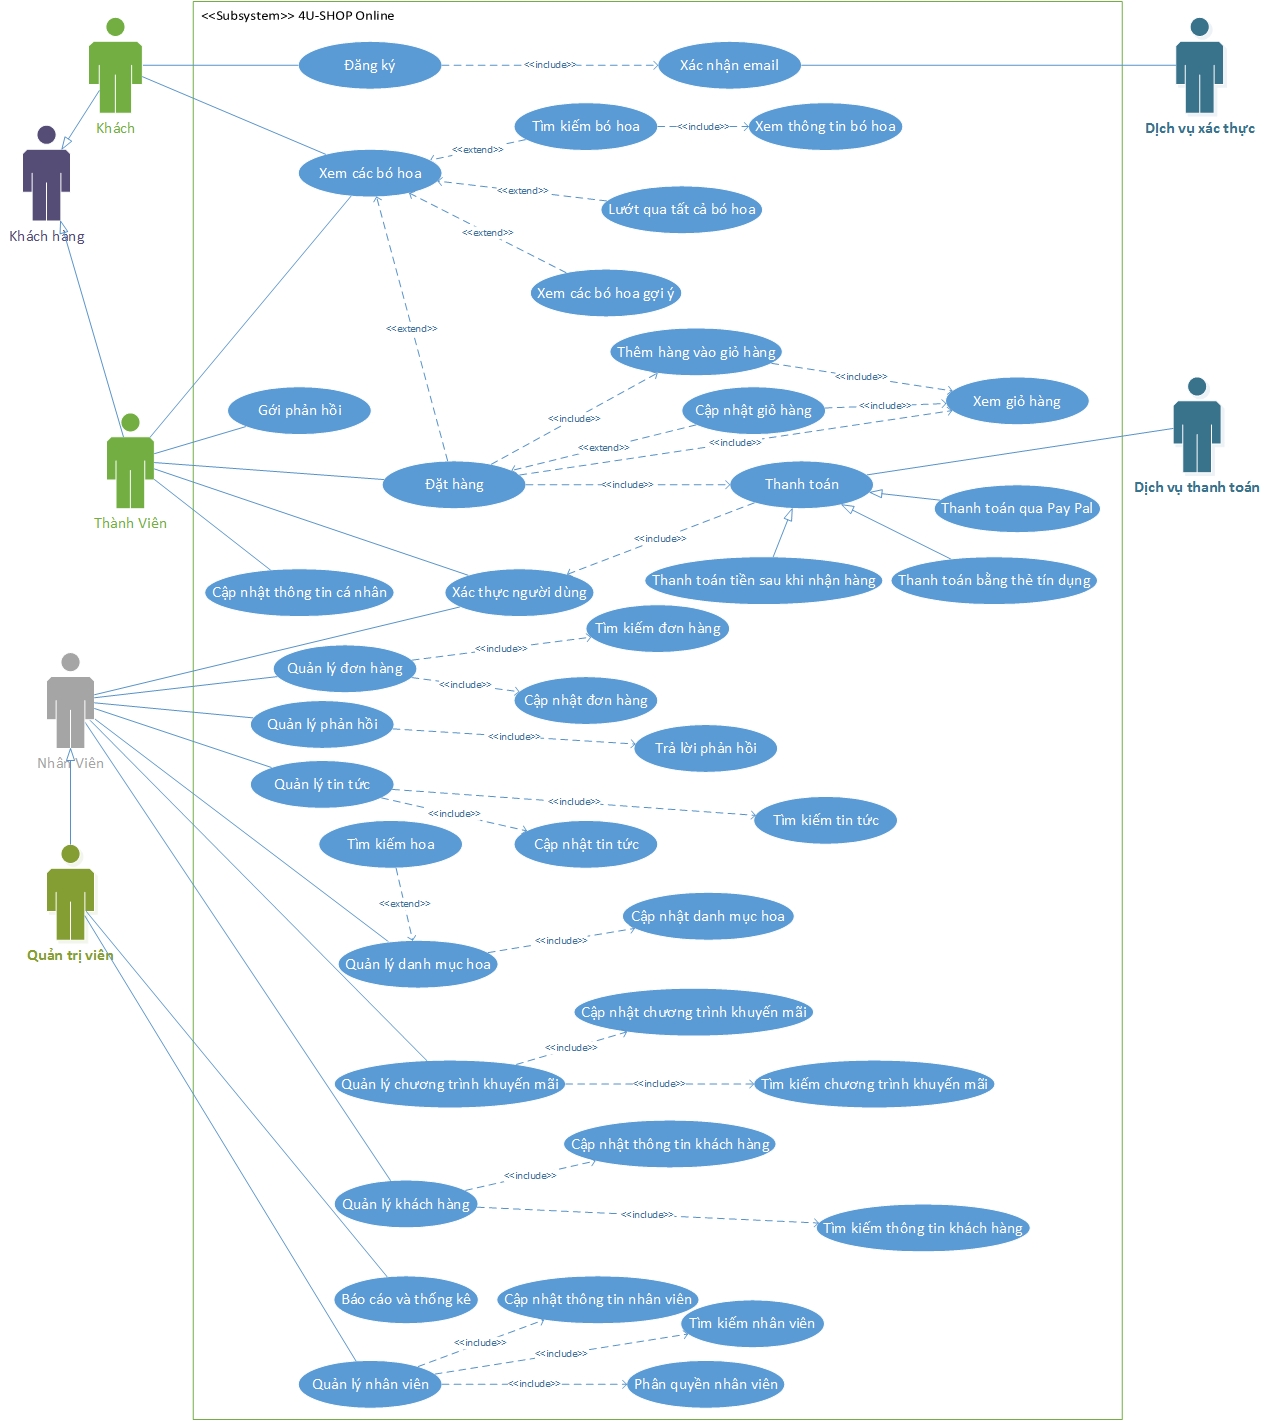 <<Subsystem>> 4U-SHOP Online
Đăng ký
<<include>>
Xác nhận email
Khách
Dịch vụ xác thực
Tìm kiếm bó hoa
<<include>>
Xem thông tin bó hoa
<<extend>>
Xem các bó hoa
<<extend>>
Lướt qua tất cả bó hoa
Khách hàng
<<extend>>
Xem các bó hoa gợi ý
<<extend>>
Thêm hàng vào giỏ hàng
<<include>>
Gới phản hồi
Cập nhật giỏ hàng
<<include>>
Xem giỏ hàng
<<include>>
<<include>>
<<extend>>
Đặt hàng
<<include>>
Thanh toán
Dịch vụ thanh toán
Thanh toán qua Pay Pal
Thành Viên
<<include>>
Thanh toán tiền sau khi nhận hàng
Thanh toán bằng thẻ tín dụng
Cập nhật thông tin cá nhân
Xác thực người dùng
Tìm kiếm đơn hàng
<<include>>
Quản lý đơn hàng
<<include>>
Cập nhật đơn hàng
Quản lý phản hồi
<<include>>
Trả lời phản hồi
Nhân Viên
Quản lý tin tức
<<include>>
<<include>>
Tìm kiếm tin tức
Tìm kiếm hoa
Cập nhật tin tức
<<extend>>
Cập nhật danh mục hoa
<<include>>
Quản trị viên
Quản lý danh mục hoa
Cập nhật chương trình khuyến mãi
<<include>>
Quản lý chương trình khuyến mãi
<<include>>
Tìm kiếm chương trình khuyến mãi
Cập nhật thông tin khách hàng
<<include>>
Quản lý khách hàng
<<include>>
Tìm kiếm thông tin khách hàng
Báo cáo và thống kê
Cập nhật thông tin nhân viên
Tìm kiếm nhân viên
<<include>>
<<include>>
Quản lý nhân viên
<<include>>
Phân quyền nhân viên